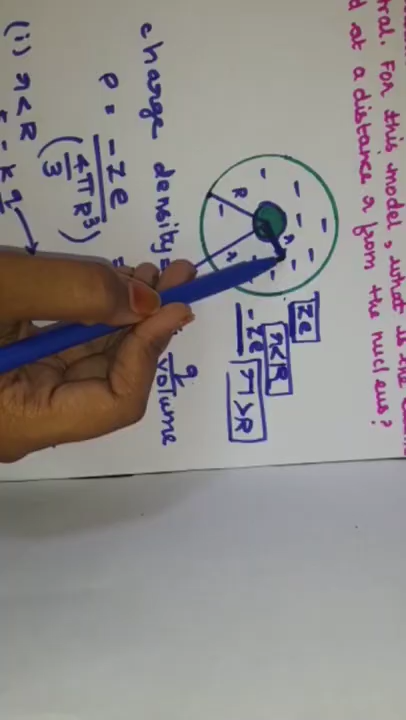 tral. For this model, what is the
at a distance r from the nucleus?
R
r
r
Ze
r<R
-Ze
r>R
charge density = q/volume
ρ = -Ze/(4πR³/3) =
(i) r<R